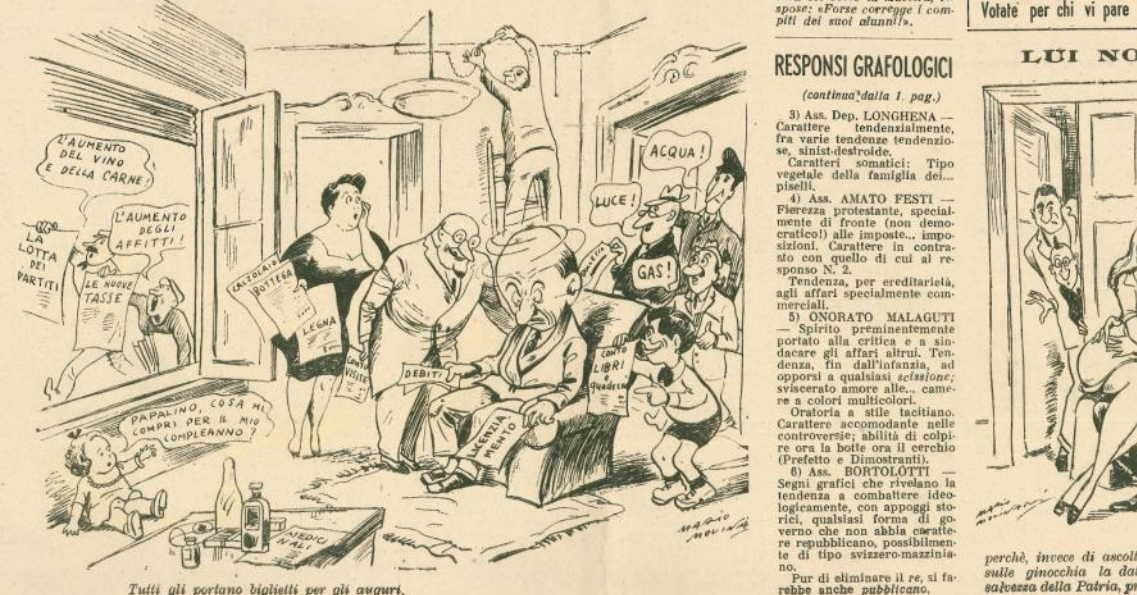 L'AUMENTO
DEL VINO
E DELLA CARNE!
L'AUMENTO
DEGLI
AFFITTI!
LA
LOTTA
DEI
PARTITI
LE NUOVE
TASSE
CALZOLAIO
BOTTEGA
LEGNA
CONTO
VISITE
DEBITI
LICENZIA
MENTO
CONTO
LIBRI
e quaderni
LUCE!
ACQUA!
GAS!
PAPALINO, COSA MI
COMPRI PER IL MIO
COMPLEANNO?
MEDICI
NALI
MARIO
Tutti gli portano biglietti per gli auguri.
spose: «Forse corregge i com-
piti dei suoi alunni!».
RESPONSI GRAFOLOGICI
(continua dalla 1. pag.)
3) Ass. Dep. LONGHENA —
Carattere tendenzialmente,
fra varie tendenze tendenzio-
se, sinist-destroide.
Caratteri somatici: Tipo
vegetale della famiglia dei...
piselli.
4) Ass. AMATO FESTI —
Fierezza protestante, special-
mente di fronte (non demo-
cratico!) alle imposte... impo-
sizioni. Carattere in contra-
sto con quello di cui al re-
sponso N. 2.
Tendenza, per ereditarietà,
agli affari specialmente com-
merciali.
5) ONORATO MALAGUTI
— Spirito preminentemente
portato alla critica e a sin-
dacare gli affari altrui. Ten-
denza, fin dall'infanzia, ad
opporsi a qualsiasi scissione;
sviscerato amore alle... came-
re a colori multicolori.
Oratoria a stile tacitiano.
Carattere accomodante nelle
controversie; abilità di colpi-
re ora la botte ora il cerchio
(Prefetto e Dimostranti).
6) Ass. BORTOLOTTI —
Segni grafici che rivelano la
tendenza a combattere ideo-
logicamente, con appoggi sto-
rici, qualsiasi forma di go-
verno che non abbia caratte-
re repubblicano, possibilmen-
te di tipo svizzero-mazzinia-
no.
Pur di eliminare il re, si fa-
rebbe anche pubblicano.
Votate per chi vi pare
LUI NO
perchè, invece di ascolt
sulle ginocchia la dat
salvezza della Patria, pr